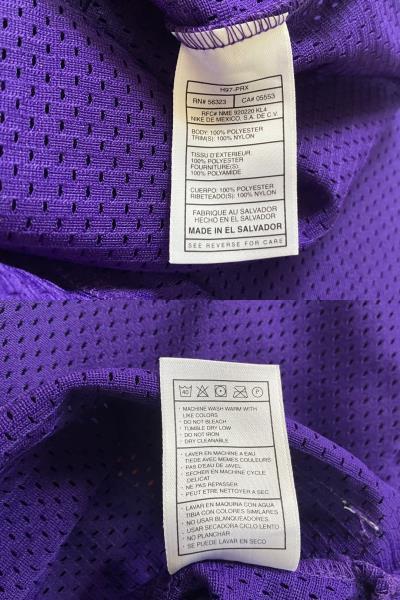 H97-PRX
RN# 56323 CA# 05553
RFC# NME 920220 KL4
NIKE DE MEXICO, S.A. DE C.V.
BODY: 100% POLYESTER
TRIM(S): 100% NYLON
TISSU D'EXTERIEUR:
100% POLYESTER
FOURNITURE(S):
100% POLYAMIDE
CUERPO: 100% POLYESTER
RIBETEADO(S): 100% NYLON
FABRIQUE AU SALVADOR
HECHO EN EL SALVADOR
MADE IN EL SALVADOR
SEE REVERSE FOR CARE
40 P
· MACHINE WASH WARM WITH
LIKE COLORS
· DO NOT BLEACH
· TUMBLE DRY LOW
· DO NOT IRON
· DRY CLEANABLE
· LAVER EN MACHINE A EAU
TIEDE AVEC MEMES COULEURS
· PAS D'EAU DE JAVEL
· SECHER EN MACHINE CYCLE
DELICAT
· NE PAS REPASSER
· PEUT ETRE NETTOYER A SEC
· LAVAR EN MAQUINA CON AGUA
TIBIA CON COLORES SIMILARES
· NO USAR BLANQUEADORES
· USAR SECADORA CICLO LENTO
· NO PLANCHAR
· SE PUEDE LAVAR EN SECO